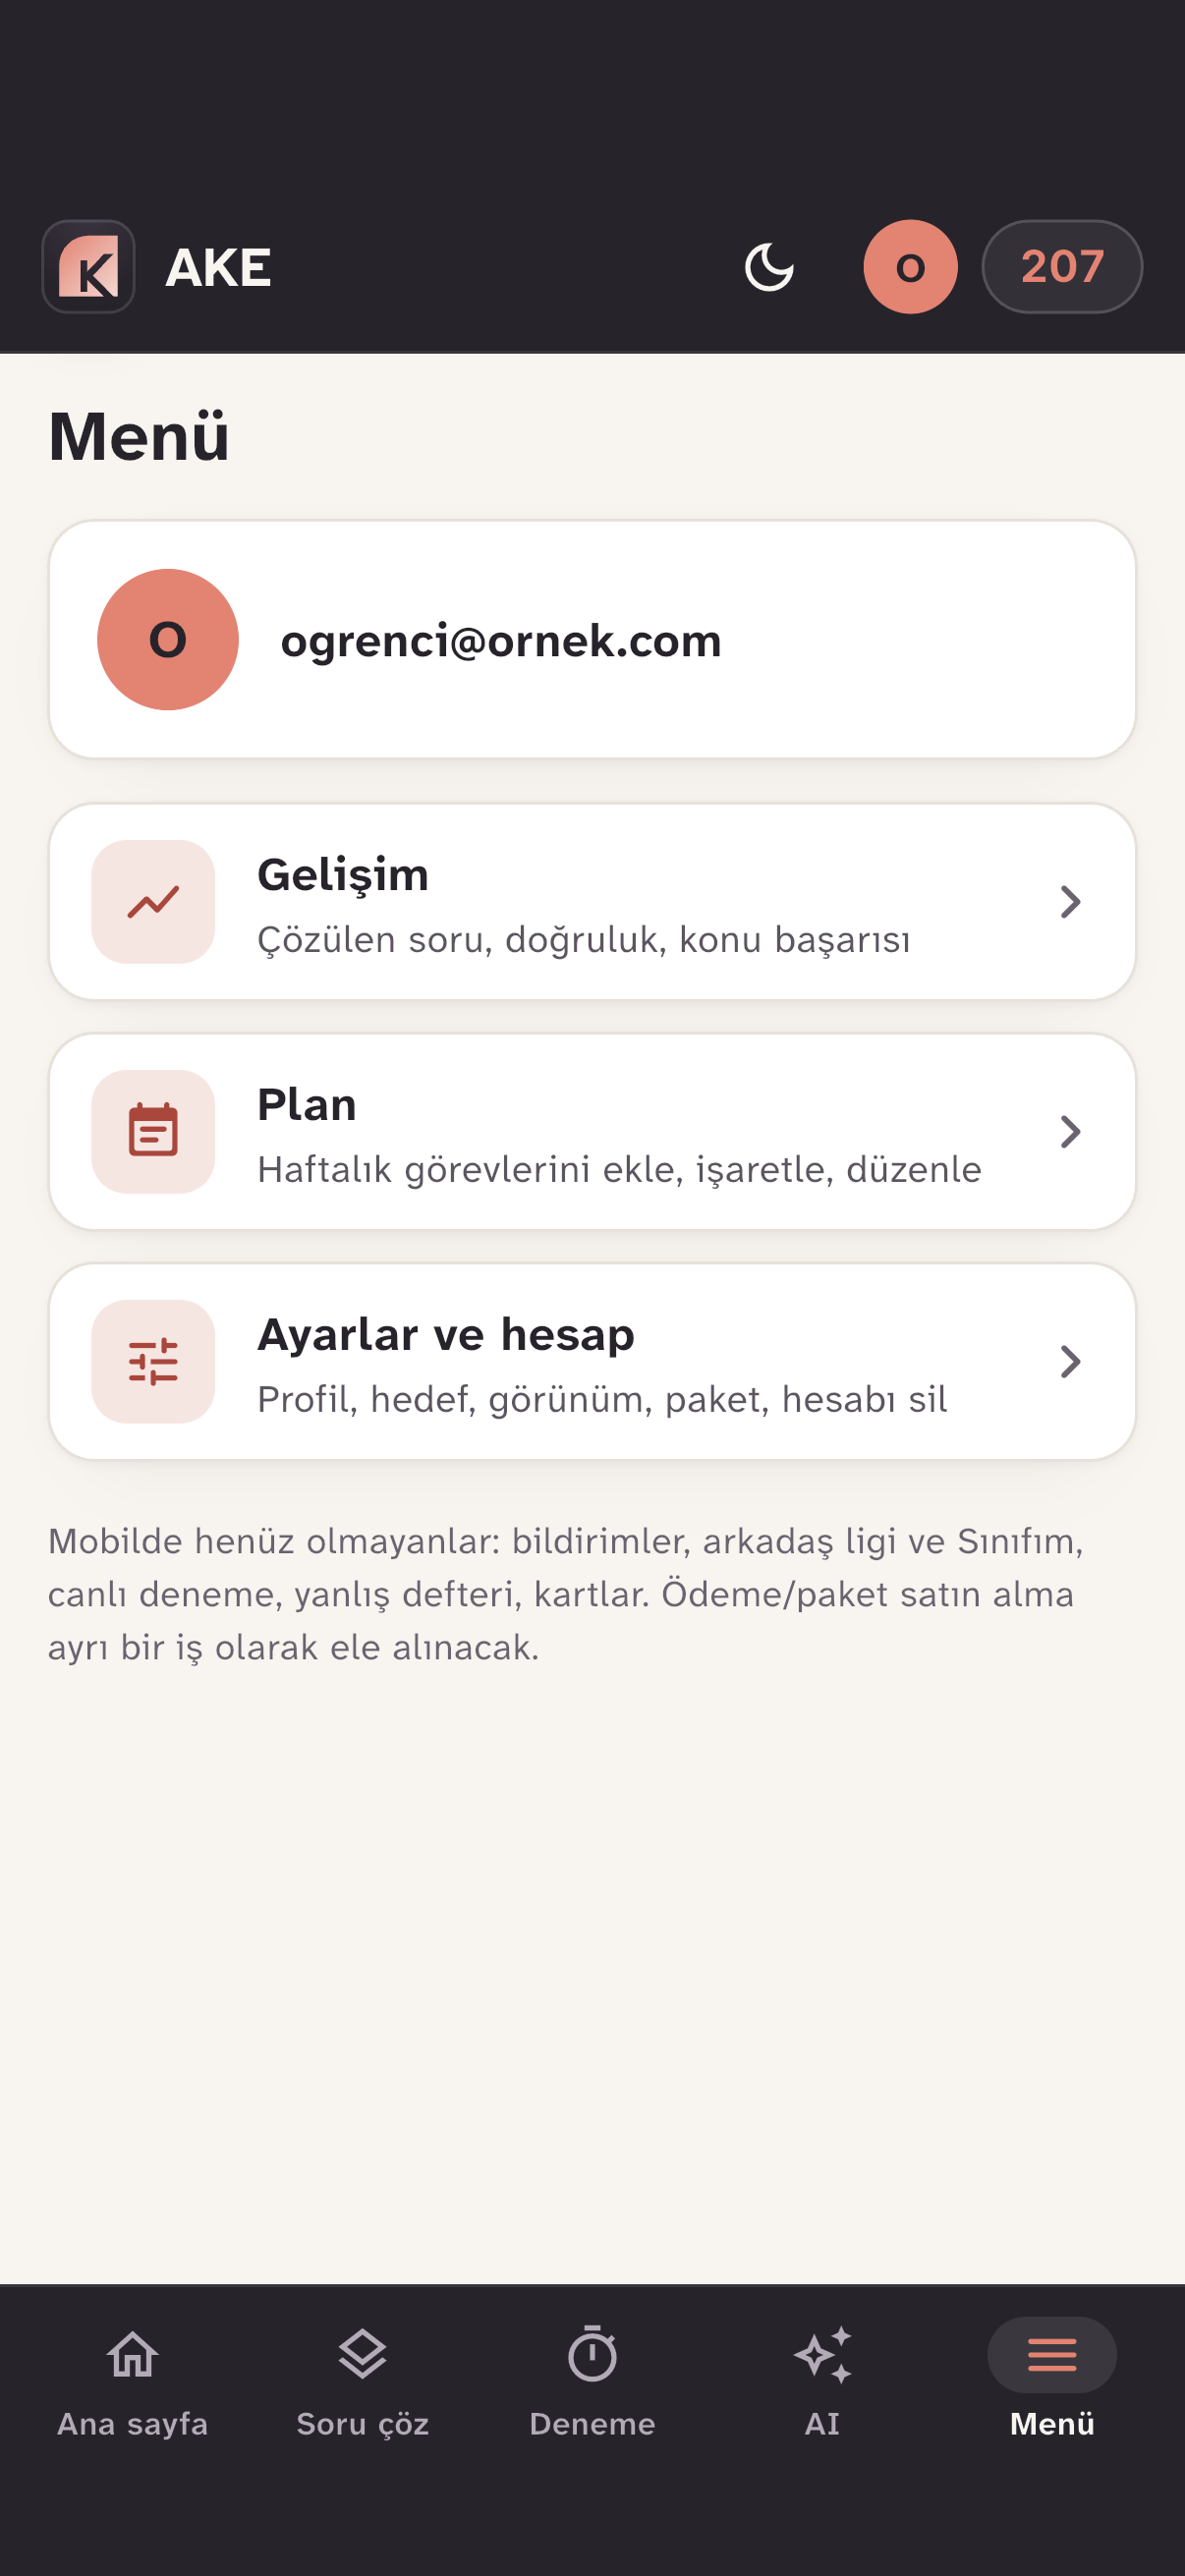 K
AKE
O
207
Menü
O
ogrenci@ornek.com
Gelişim
Çözülen soru, doğruluk, konu başarısı
Plan
Haftalık görevlerini ekle, işaretle, düzenle
Ayarlar ve hesap
Profil, hedef, görünüm, paket, hesabı sil
Mobilde henüz olmayanlar: bildirimler, arkadaş ligi ve Sınıfım,
canlı deneme, yanlış defteri, kartlar. Ödeme/paket satın alma
ayrı bir iş olarak ele alınacak.
Ana sayfa
Soru çöz
Deneme
AI
Menü